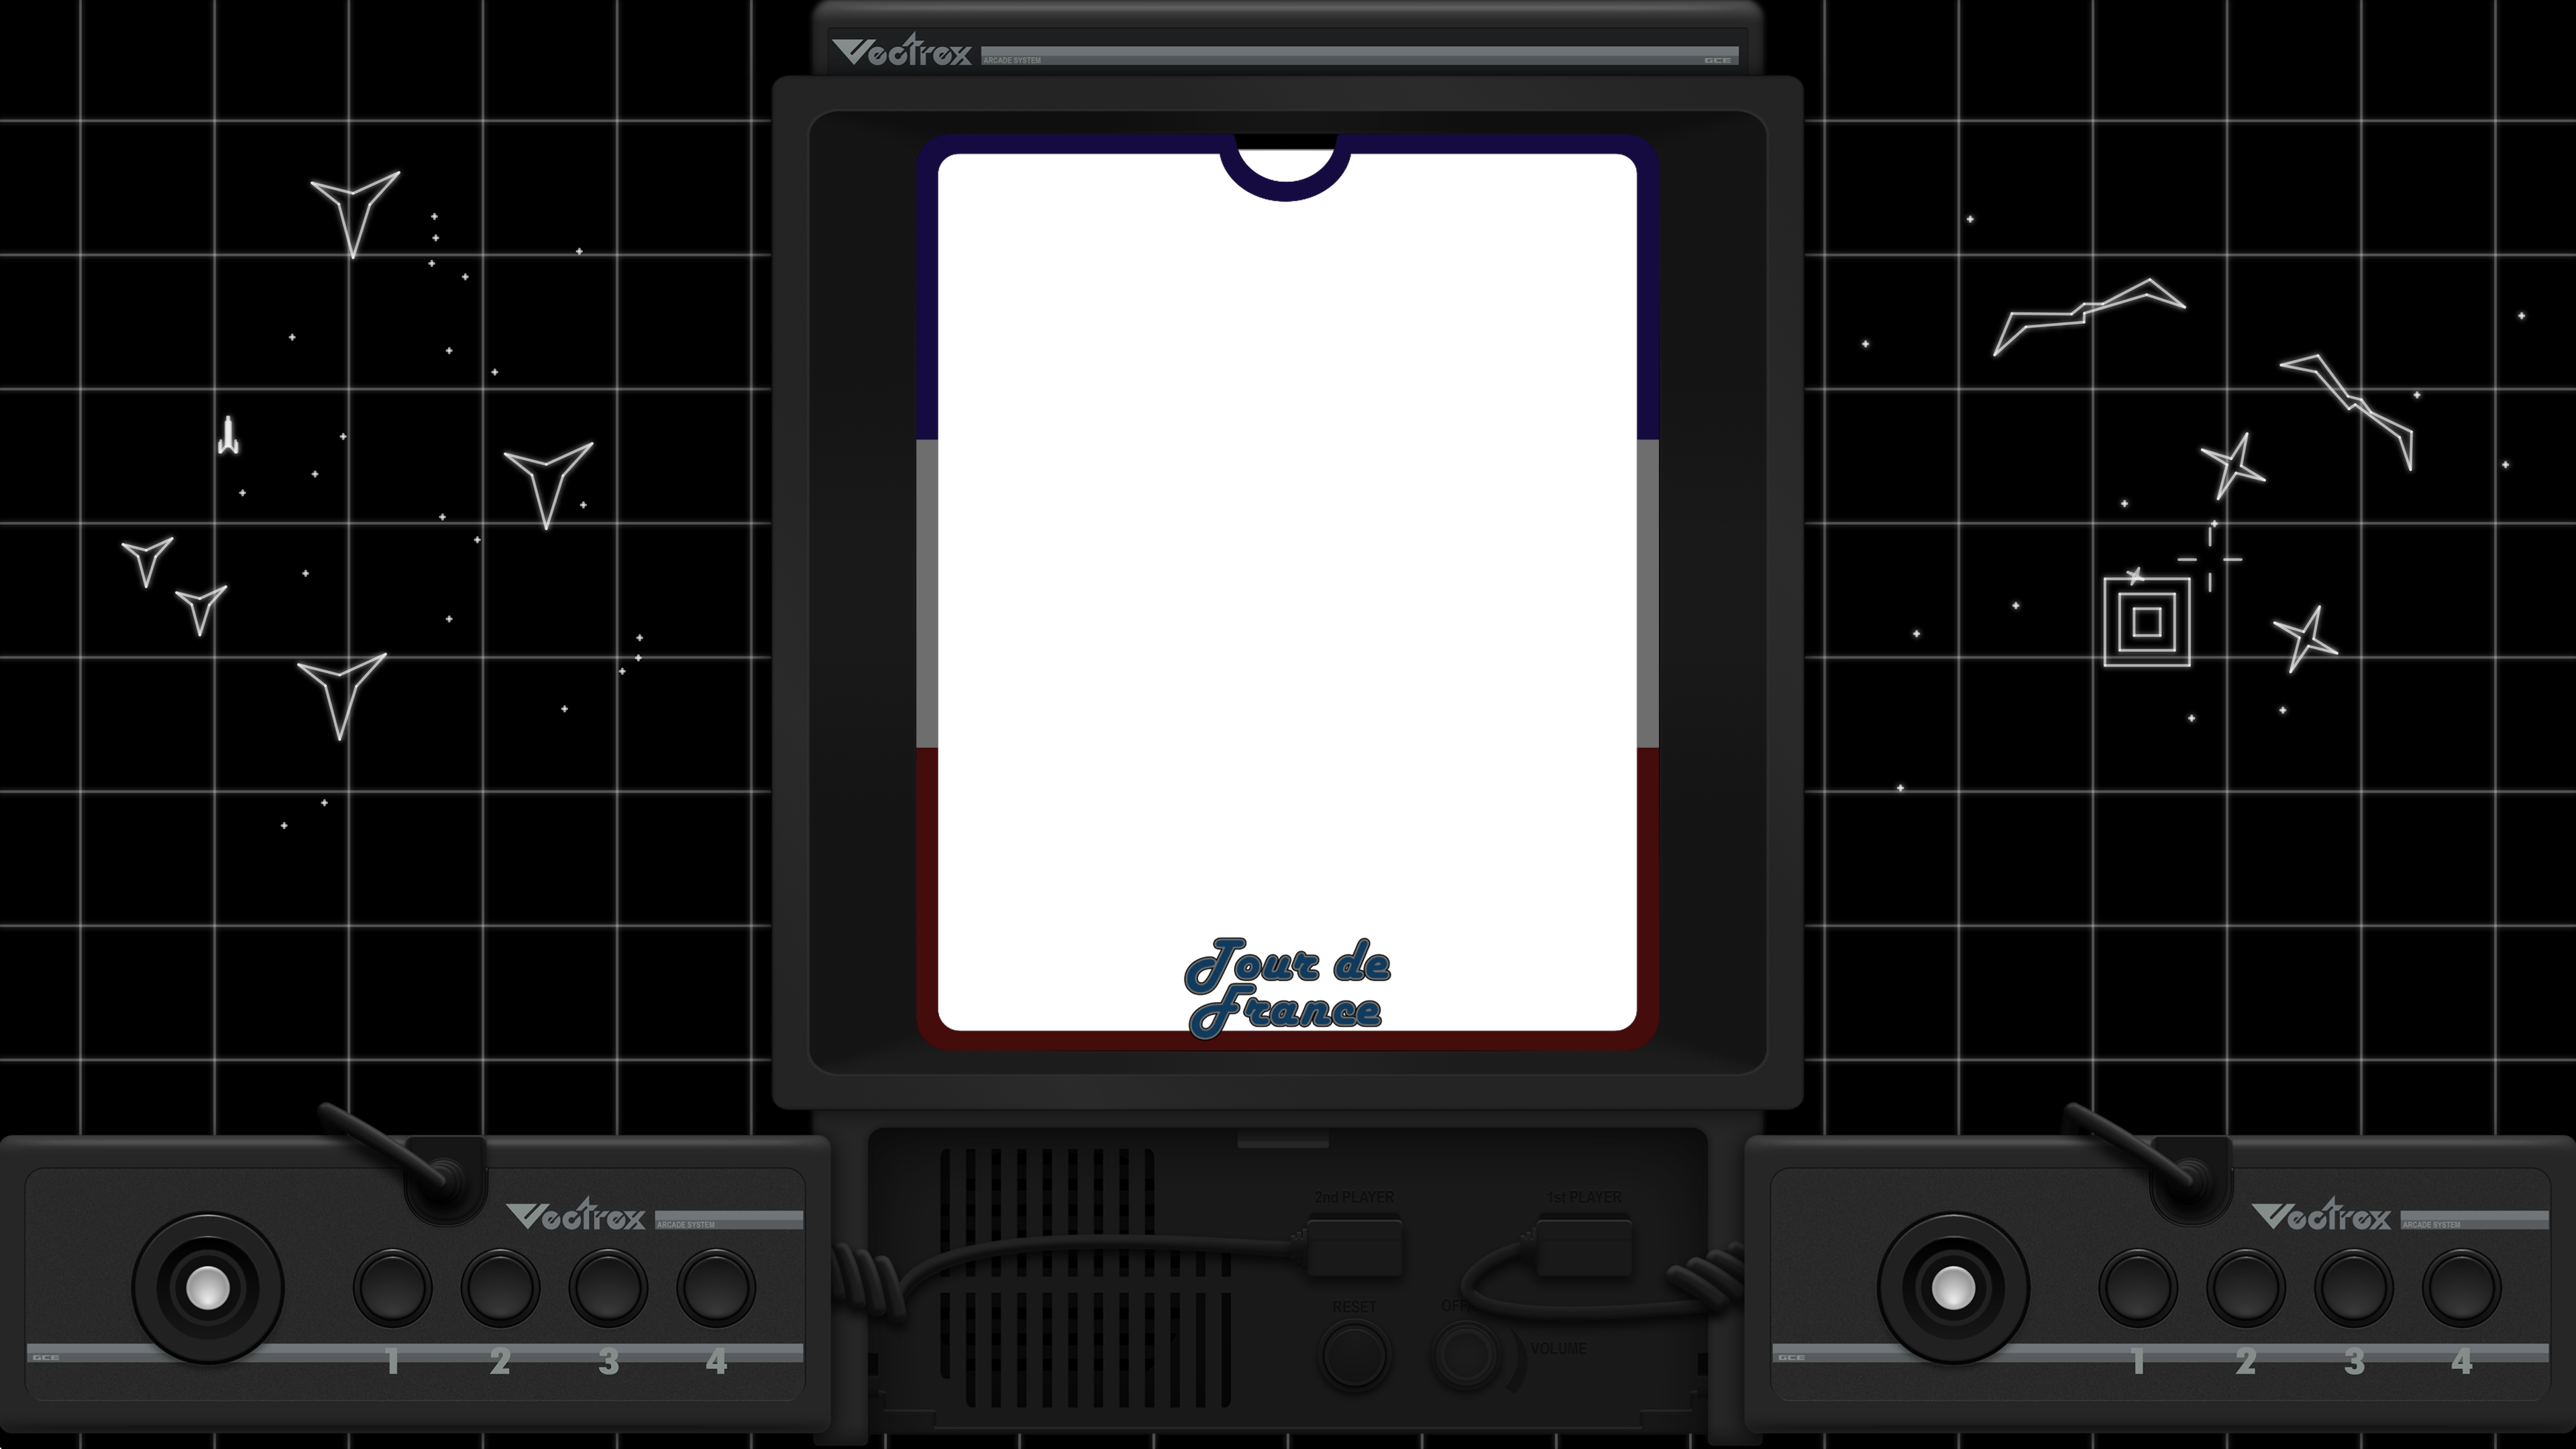 Vectrex
ARCADE SYSTEM
GCE
Tour de
France
2nd PLAYER
1st PLAYER
RESET
OFF
VOLUME
Vectrex
ARCADE SYSTEM
GCE
1 2 3 4
Vectrex
ARCADE SYSTEM
GCE
1 2 3 4